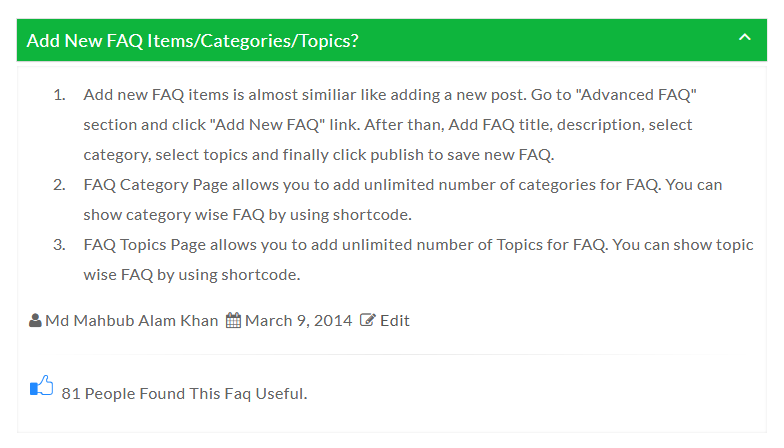 Add New FAQ Items/Categories/Topics?
1. Add new FAQ items is almost similiar like adding a new post. Go to "Advanced FAQ"
section and click "Add New FAQ" link. After than, Add FAQ title, description, select
category, select topics and finally click publish to save new FAQ.
2. FAQ Category Page allows you to add unlimited number of categories for FAQ. You can
show category wise FAQ by using shortcode.
3. FAQ Topics Page allows you to add unlimited number of Topics for FAQ. You can show topic
wise FAQ by using shortcode.
Md Mahbub Alam Khan March 9, 2014 Edit
81 People Found This Faq Useful.